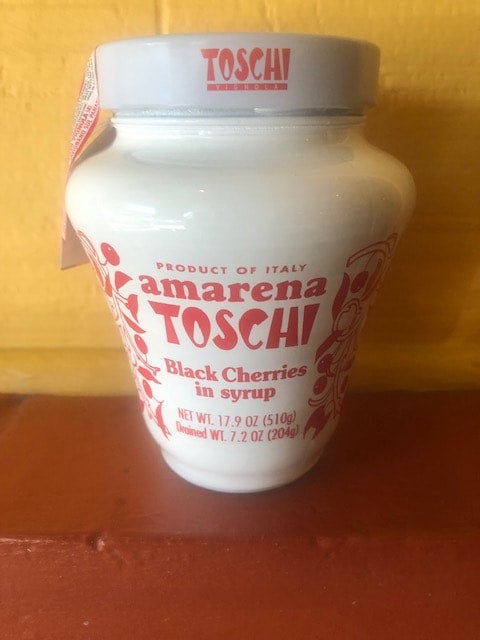 TOSCHI
VIGNOLA
PRODUCT OF ITALY
amarena
TOSCHI
Black Cherries
in syrup
NET WT. 17.9 OZ (510g)
Drained WT. 7.2 OZ (204g)